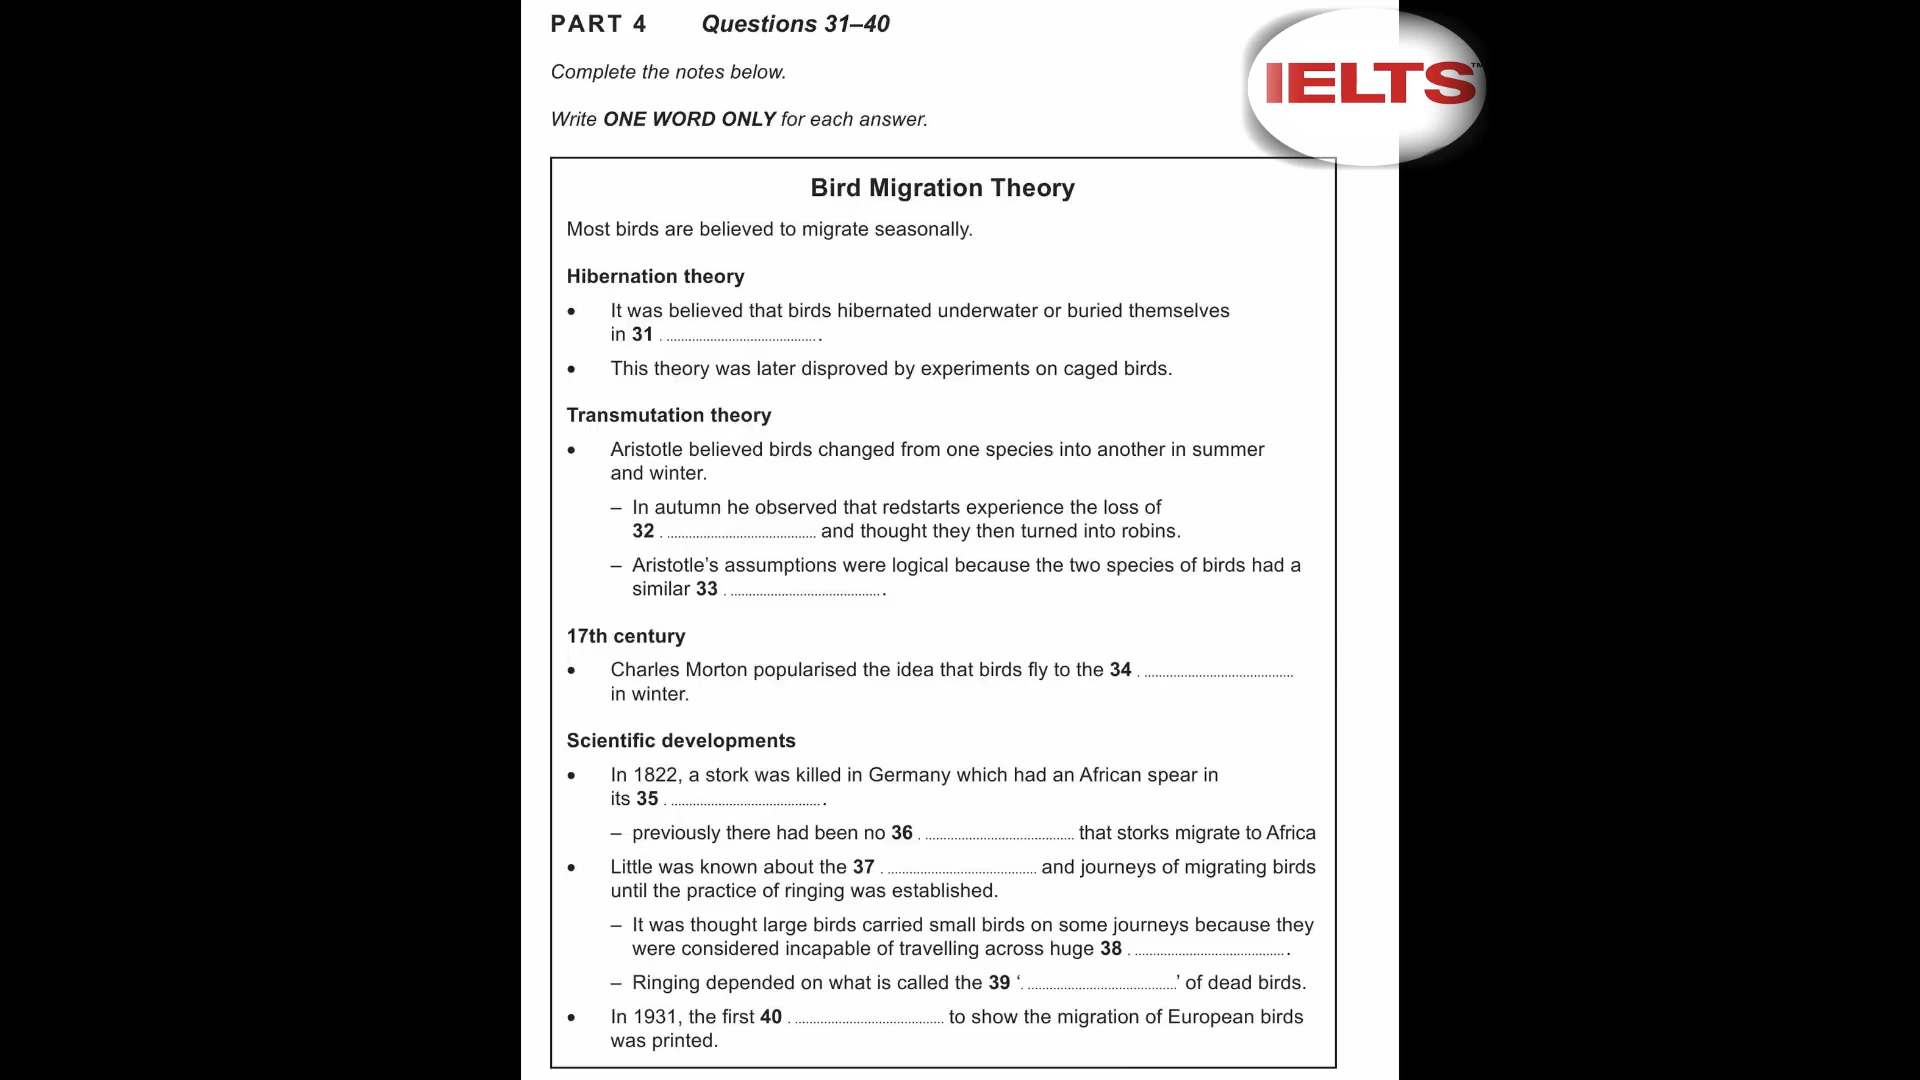 PART 4 Questions 31–40
IELTS™
Complete the notes below.
Write ONE WORD ONLY for each answer.
Bird Migration Theory
Most birds are believed to migrate seasonally.
Hibernation theory
• It was believed that birds hibernated underwater or buried themselves
in 31 .......................................... .
• This theory was later disproved by experiments on caged birds.
Transmutation theory
• Aristotle believed birds changed from one species into another in summer
and winter.
– In autumn he observed that redstarts experience the loss of
32 .......................................... and thought they then turned into robins.
– Aristotle’s assumptions were logical because the two species of birds had a
similar 33 .......................................... .
17th century
• Charles Morton popularised the idea that birds fly to the 34 ..........................................
in winter.
Scientific developments
• In 1822, a stork was killed in Germany which had an African spear in
its 35 .......................................... .
– previously there had been no 36 .......................................... that storks migrate to Africa
• Little was known about the 37 .......................................... and journeys of migrating birds
until the practice of ringing was established.
– It was thought large birds carried small birds on some journeys because they
were considered incapable of travelling across huge 38 .......................................... .
– Ringing depended on what is called the 39 ‘..........................................’ of dead birds.
• In 1931, the first 40 .......................................... to show the migration of European birds
was printed.